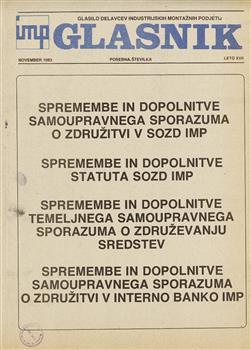 GLASILO DELAVCEV INDUSTRIJSKIH MONTAŽNIH PODJETIJ
imp GLASNIK
NOVEMBER 1983 POSEBNA ŠTEVILKA LETO XVII
SPREMEMBE IN DOPOLNITVE
SAMOUPRAVNEGA SPORAZUMA
O ZDRUŽITVI V SOZD IMP
SPREMEMBE IN DOPOLNITVE
STATUTA SOZD IMP
SPREMEMBE IN DOPOLNITVE
TEMELJNEGA SAMOUPRAVNEGA
SPORAZUMA O ZDRUŽEVANJU
SREDSTEV
SPREMEMBE IN DOPOLNITVE
SAMOUPRAVNEGA SPORAZUMA
O ZDRUŽITVI V INTERNO BANKO IMP